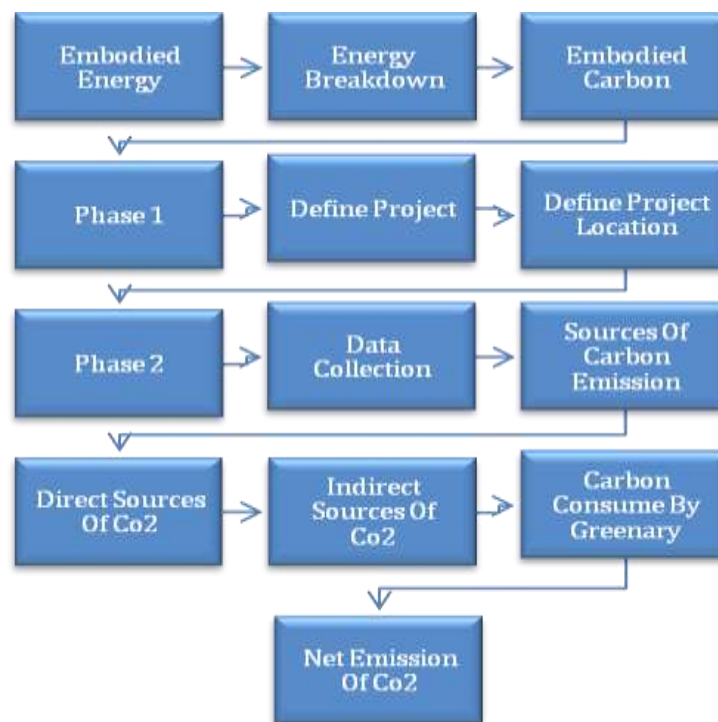 Embodied
Energy
Energy
Breakdown
Embodied
Carbon
Phase 1
Define Project
Define Project
Location
Phase 2
Data
Collection
Sources Of
Carbon
Emission
Direct Sources
Of Co2
Indirect
Sources Of
Co2
Carbon
Consume By
Greenary
Net Emission
Of Co2